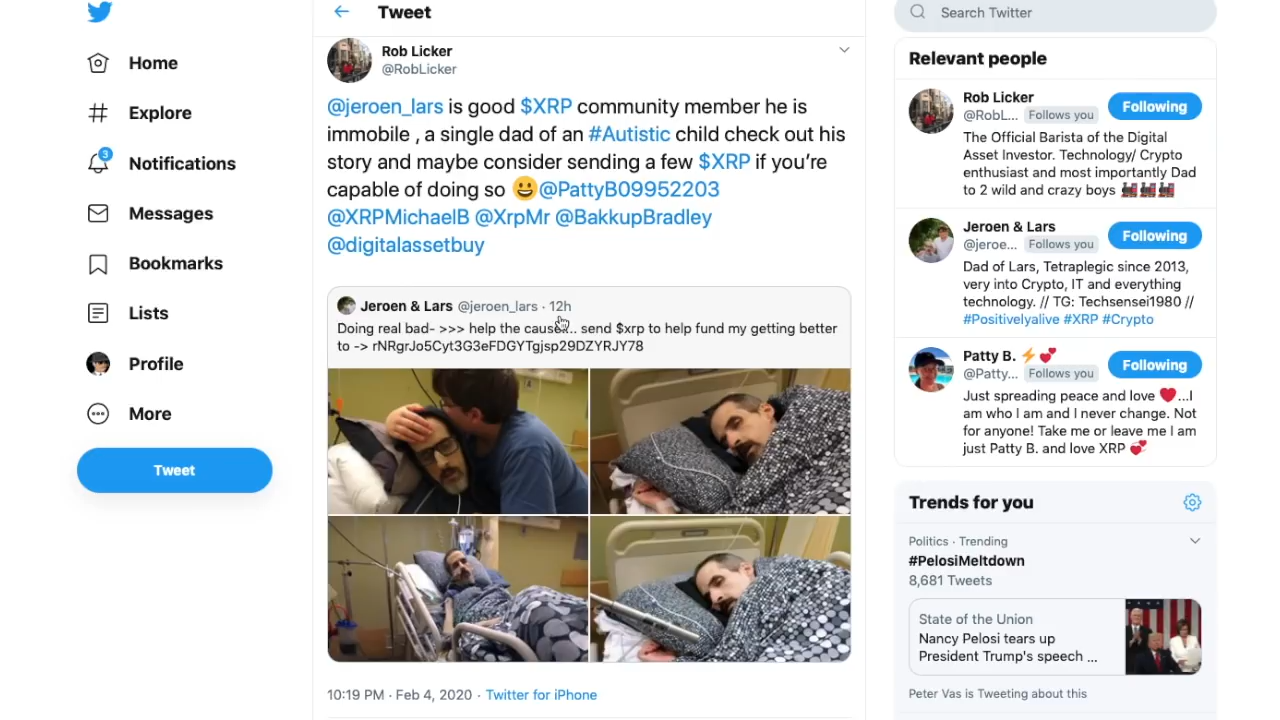 Home
Explore
3
Notifications
Messages
Bookmarks
Lists
Profile
More
Tweet
Tweet
Rob Licker
@RobLicker
@jeroen_lars is good $XRP community member he is
immobile , a single dad of an #Autistic child check out his
story and maybe consider sending a few $XRP if you’re
capable of doing so 😀@PattyB09952203
@XRPMichaelB @XrpMr @BakkupBradley
@digitalassetbuy
Jeroen & Lars @jeroen_lars · 12h
Doing real bad- >>> help the cause... send $xrp to help fund my getting better
to -> rNRgrJo5Cyt3G3eFDGYTgjsp29DZYRJY78
10:19 PM · Feb 4, 2020 · Twitter for iPhone
Search Twitter
Relevant people
Rob Licker
@RobL... Follows you
Following
The Official Barista of the Digital
Asset Investor. Technology/ Crypto
enthusiast and most importantly Dad
to 2 wild and crazy boys 🚂🚂🚂
Jeroen & Lars
@jeroe... Follows you
Following
Dad of Lars, Tetraplegic since 2013,
very into Crypto, IT and everything
technology. // TG: Techsensei1980 //
#Positivelyalive #XRP #Crypto
Patty B. ⚡💕
@Patty... Follows you
Following
Just spreading peace and love ❤️...I
am who I am and I never change. Not
for anyone! Take me or leave me I am
just Patty B. and love XRP 💞
Trends for you
Politics · Trending
#PelosiMeltdown
8,681 Tweets
State of the Union
Nancy Pelosi tears up
President Trump's speech ...
Peter Vas is Tweeting about this